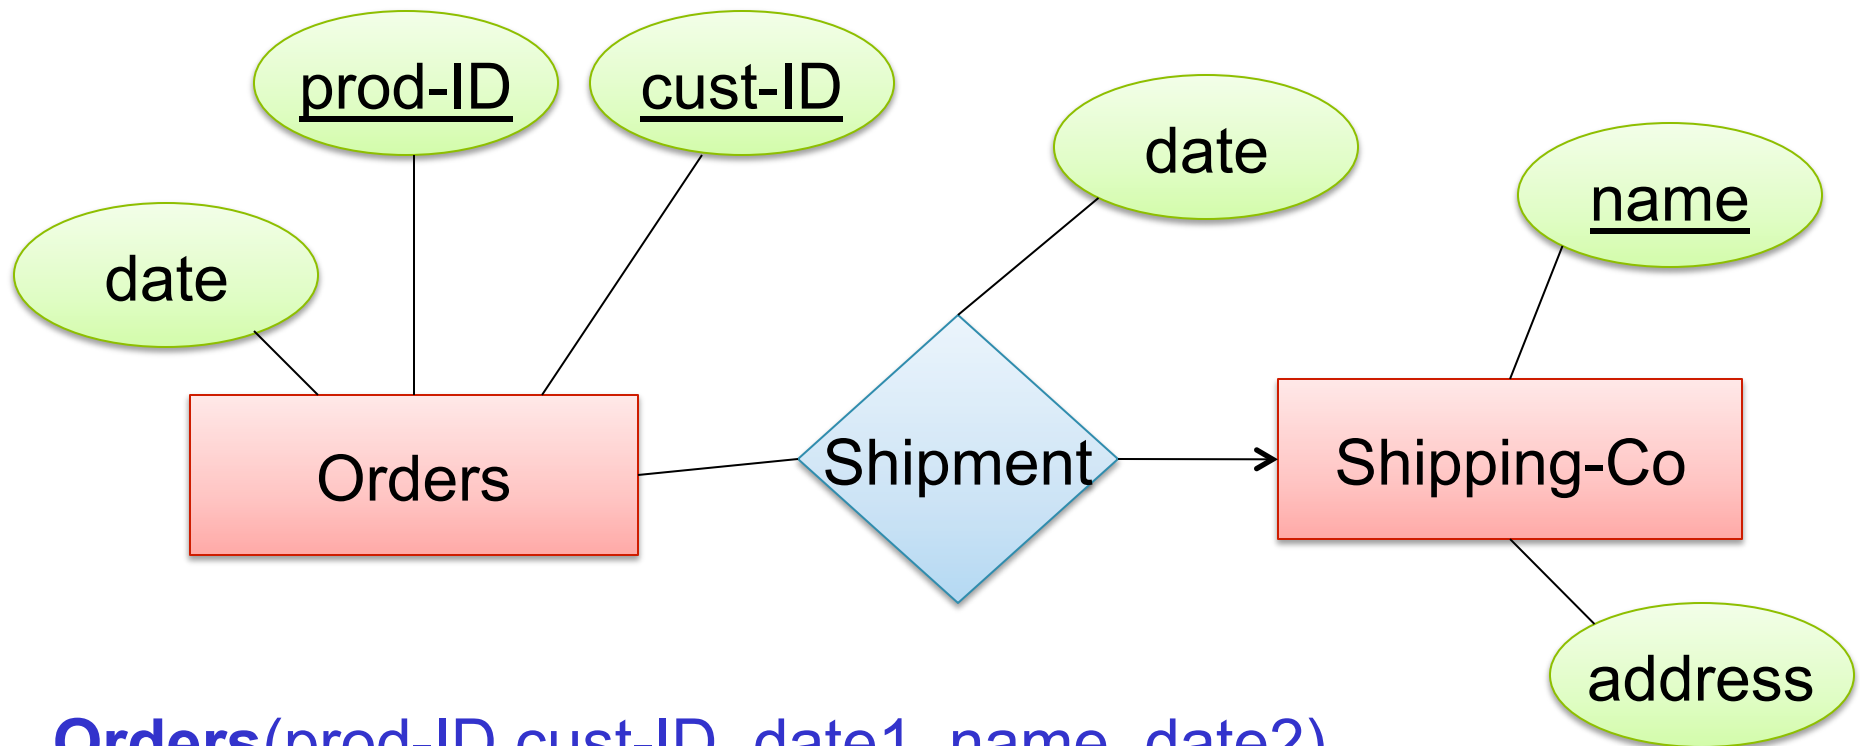 prod-ID
cust-ID
date
name
date
Orders
Shipment
Shipping-Co
address
Orders(prod-ID,cust-ID, date1, name, date2)